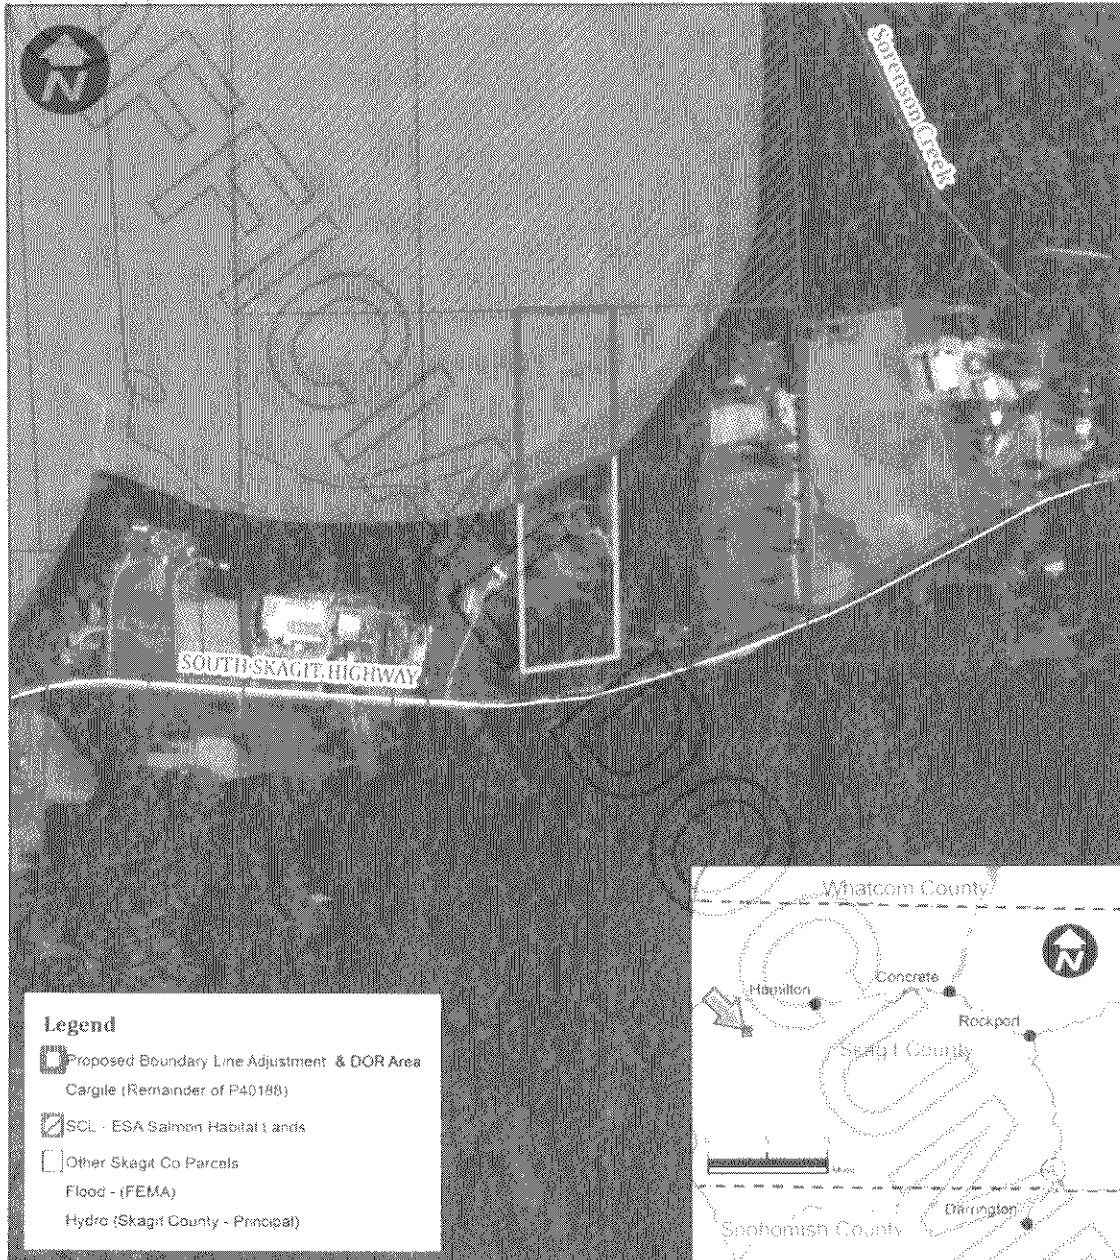 N
Sorenson Creek
SOUTH SKAGIT HIGHWAY
Legend
Proposed Boundary Line Adjustment & DOR Area
Cargile (Remainder of P40188)
SCL - ESA Salmon Habitat Lands
Other Skagit Co Parcels
Flood - (FEMA)
Hydro (Skagit County - Principal)
Whatcom County
N
Concrete
Hamilton
Rockport
Skagit County
Darrington
Snohomish County
UNOFFICIAL